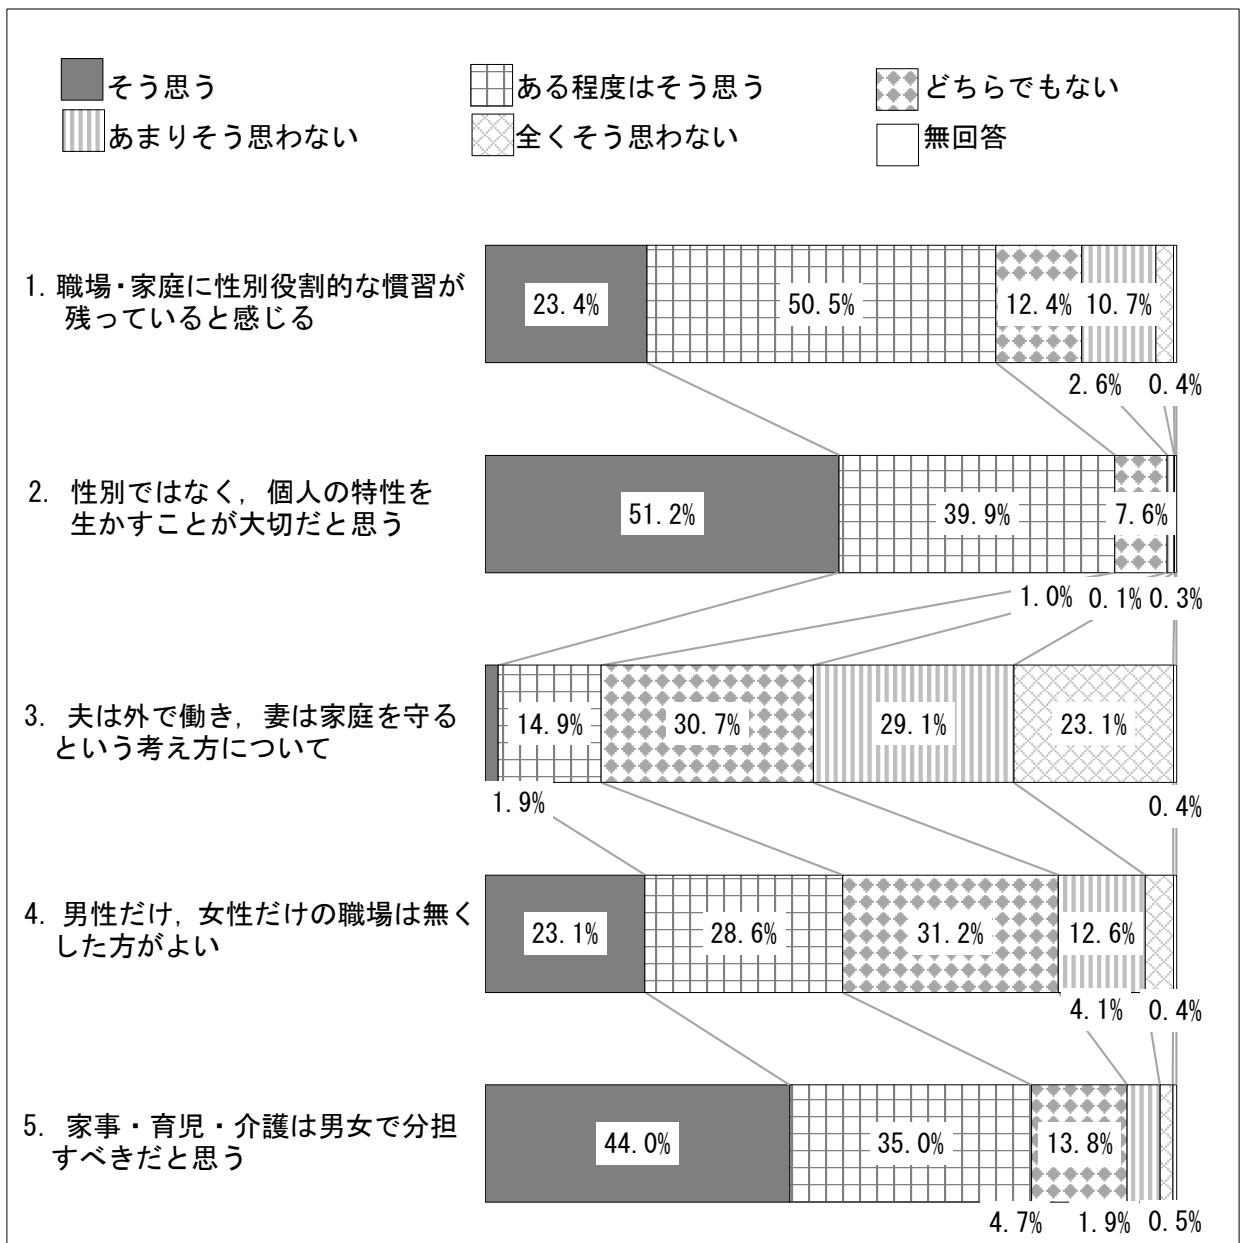 そう思う ある程度はそう思う どちらでもない
あまりそう思わない 全くそう思わない 無回答
1. 職場・家庭に性別役割的な慣習が
残っていると感じる
23.4% 50.5% 12.4% 10.7%
2.6% 0.4%
2. 性別ではなく，個人の特性を
生かすことが大切だと思う
51.2% 39.9% 7.6%
1.0% 0.1% 0.3%
3. 夫は外で働き，妻は家庭を守る
という考え方について
14.9% 30.7% 29.1% 23.1%
1.9% 0.4%
4. 男性だけ，女性だけの職場は無く
した方がよい
23.1% 28.6% 31.2% 12.6%
4.1% 0.4%
5. 家事・育児・介護は男女で分担
すべきだと思う
44.0% 35.0% 13.8%
4.7% 1.9% 0.5%